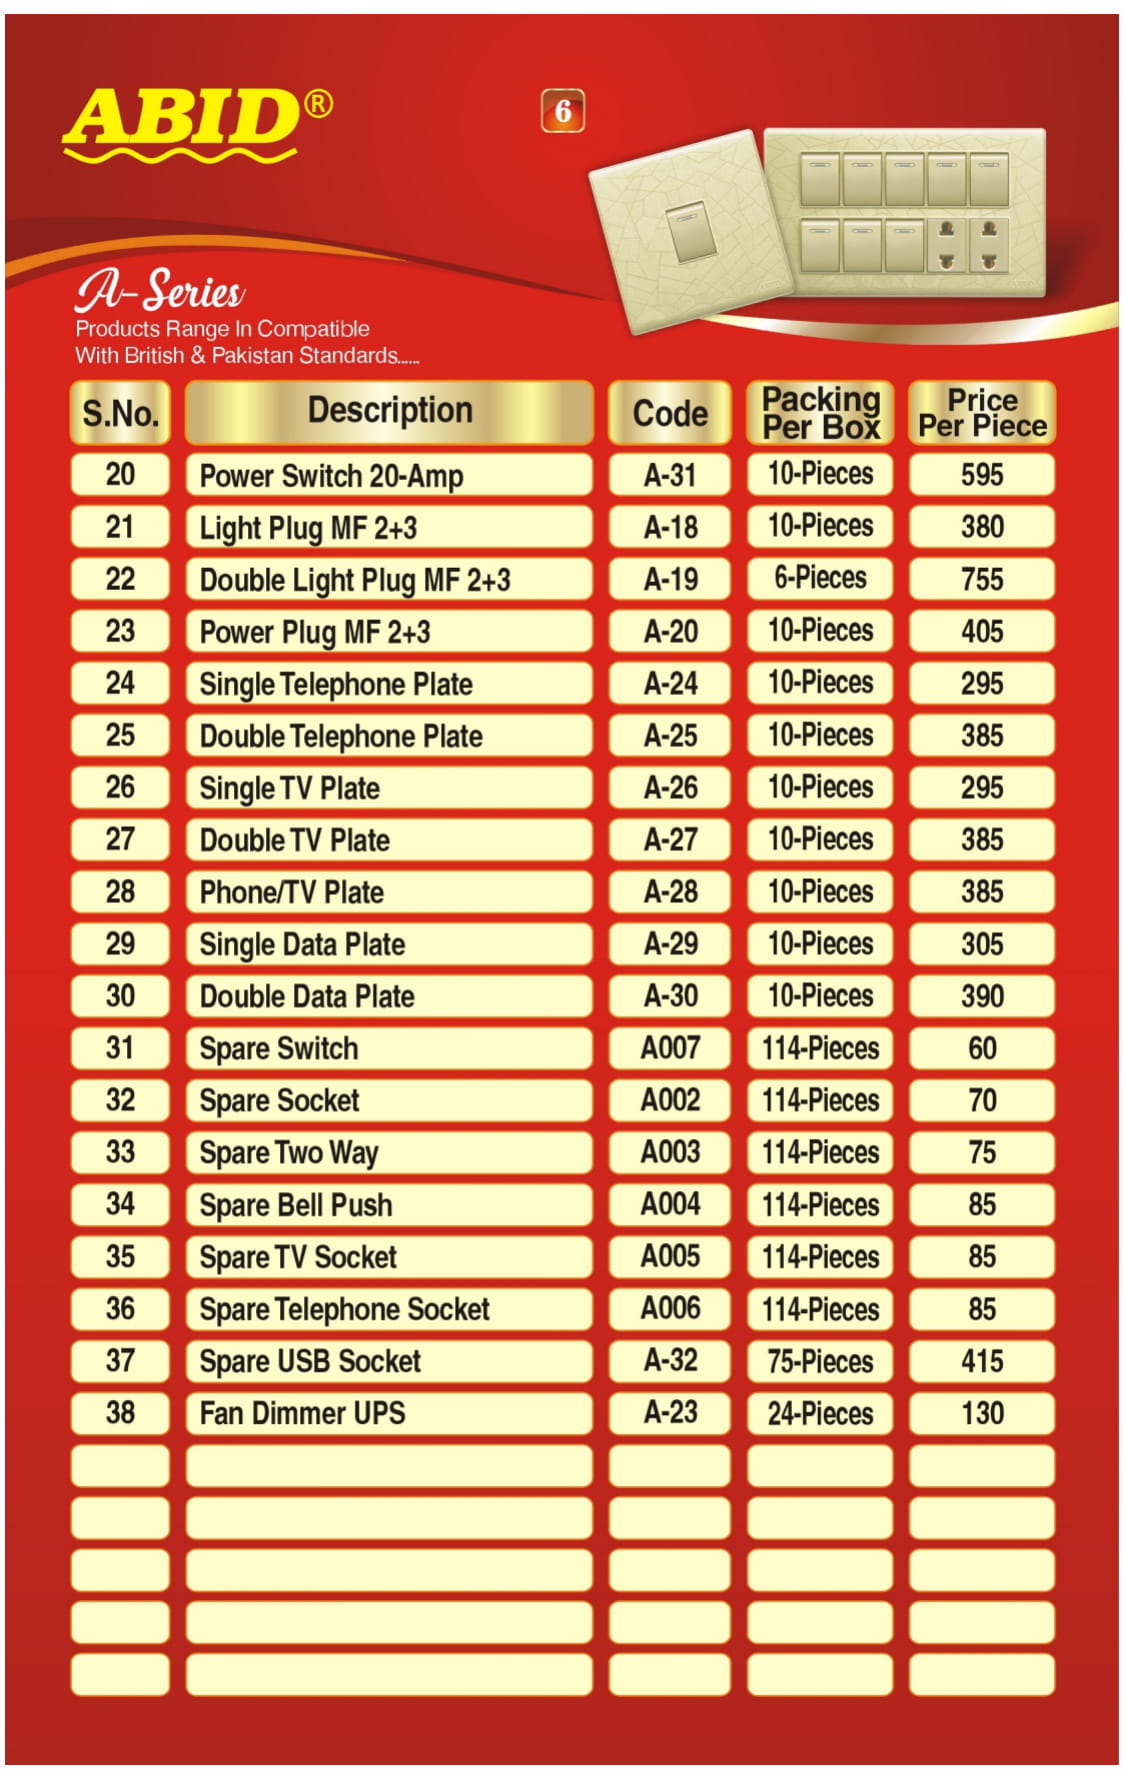 ABID®
6
A-Series
Products Range In Compatible
With British & Pakistan Standards......
S.No. Description Code Packing Per Box Price Per Piece
20 Power Switch 20-Amp A-31 10-Pieces 595
21 Light Plug MF 2+3 A-18 10-Pieces 380
22 Double Light Plug MF 2+3 A-19 6-Pieces 755
23 Power Plug MF 2+3 A-20 10-Pieces 405
24 Single Telephone Plate A-24 10-Pieces 295
25 Double Telephone Plate A-25 10-Pieces 385
26 Single TV Plate A-26 10-Pieces 295
27 Double TV Plate A-27 10-Pieces 385
28 Phone/TV Plate A-28 10-Pieces 385
29 Single Data Plate A-29 10-Pieces 305
30 Double Data Plate A-30 10-Pieces 390
31 Spare Switch A007 114-Pieces 60
32 Spare Socket A002 114-Pieces 70
33 Spare Two Way A003 114-Pieces 75
34 Spare Bell Push A004 114-Pieces 85
35 Spare TV Socket A005 114-Pieces 85
36 Spare Telephone Socket A006 114-Pieces 85
37 Spare USB Socket A-32 75-Pieces 415
38 Fan Dimmer UPS A-23 24-Pieces 130